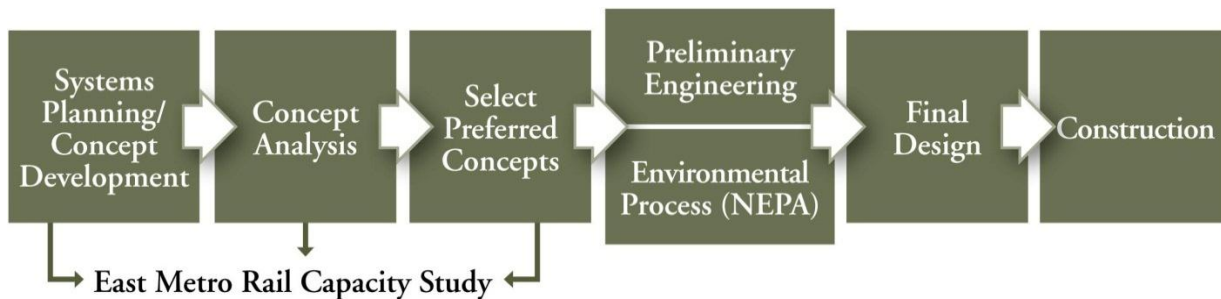 Systems
Planning/
Concept
Development
Concept
Analysis
Select
Preferred
Concepts
Preliminary
Engineering
Environmental
Process (NEPA)
Final
Design
Construction
East Metro Rail Capacity Study